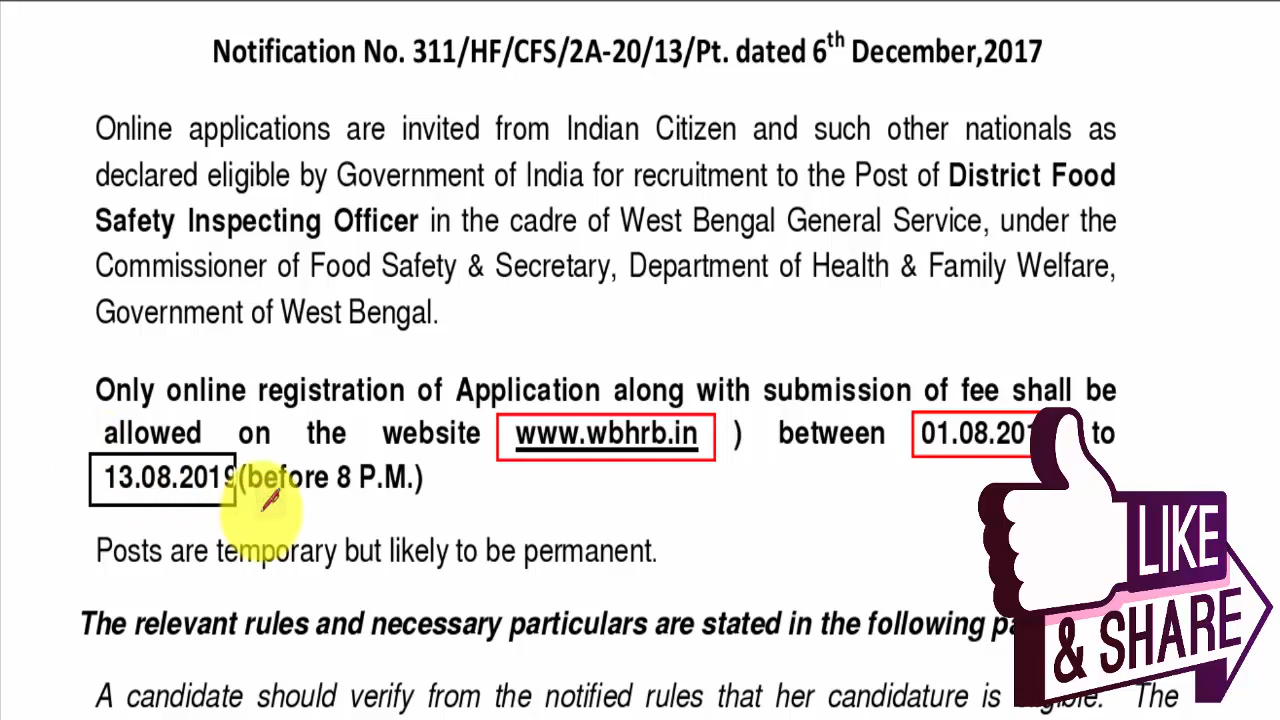 Notification No. 311/HF/CFS/2A-20/13/Pt. dated 6th December,2017
Online applications are invited from Indian Citizen and such other nationals as
declared eligible by Government of India for recruitment to the Post of District Food
Safety Inspecting Officer in the cadre of West Bengal General Service, under the
Commissioner of Food Safety & Secretary, Department of Health & Family Welfare,
Government of West Bengal.
Only online registration of Application along with submission of fee shall be
allowed on the website www.wbhrb.in ) between to
13.08.2019(before 8 P.M.)
Posts are temporary but likely to be permanent.
The relevant rules and necessary particulars are stated in the following
A candidate should verify from the notified rules that her candidature is eligible. The
LIKE
& SHARE